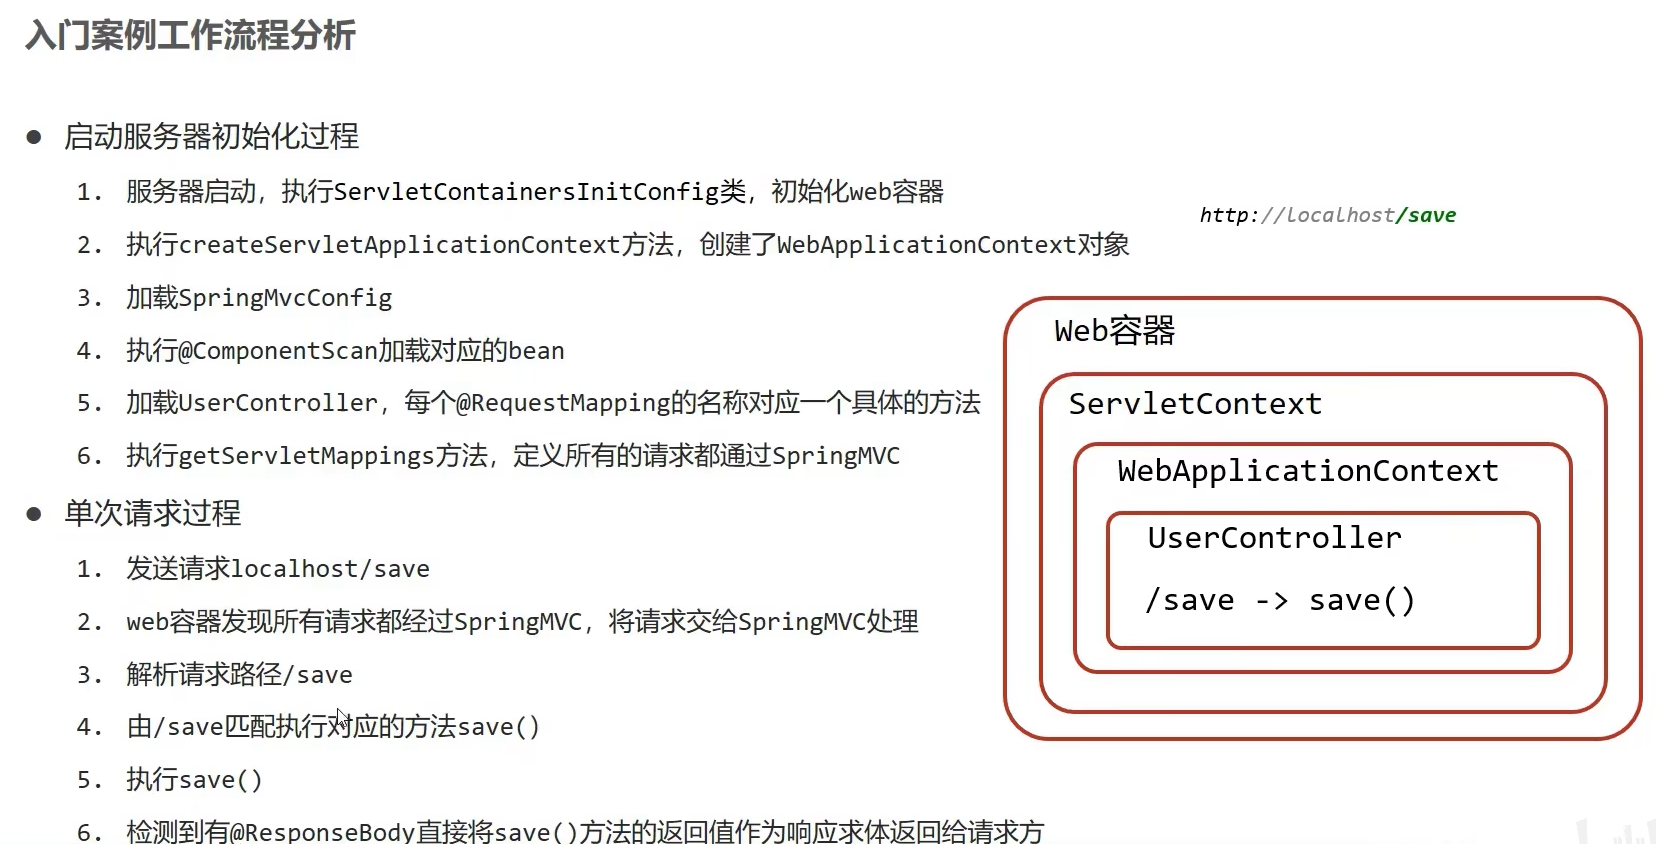 入门案例工作流程分析
● 启动服务器初始化过程
1. 服务器启动，执行ServletContainersInitConfig类，初始化web容器
2. 执行createServletApplicationContext方法，创建了WebApplicationContext对象
3. 加载SpringMvcConfig
4. 执行@ComponentScan加载对应的bean
5. 加载UserController，每个@RequestMapping的名称对应一个具体的方法
6. 执行getServletMappings方法，定义所有的请求都通过SpringMVC
● 单次请求过程
1. 发送请求localhost/save
2. web容器发现所有请求都经过SpringMVC，将请求交给SpringMVC处理
3. 解析请求路径/save
4. 由/save匹配执行对应的方法save()
5. 执行save()
6. 检测到有@ResponseBody直接将save()方法的返回值作为响应求体返回给请求方
http://localhost/save
Web容器
ServletContext
WebApplicationContext
UserController
/save -> save()